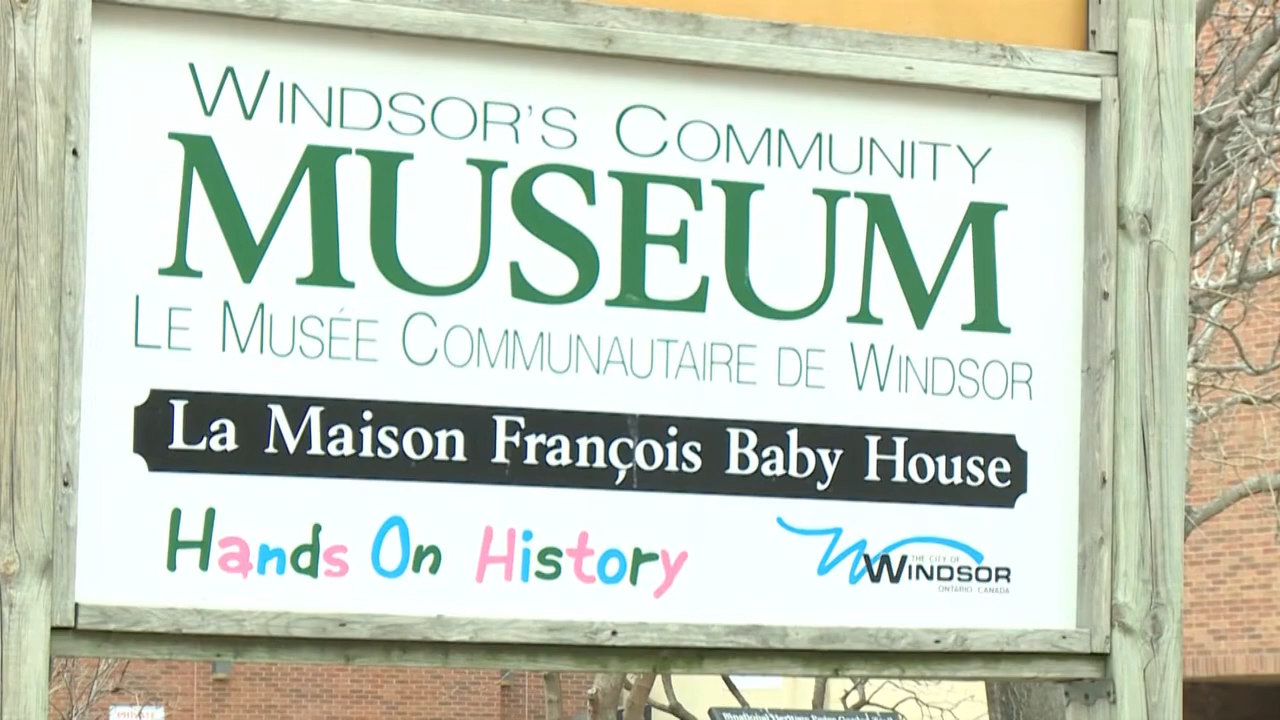 WINDSOR'S COMMUNITY
MUSEUM
LE MUSÉE COMMUNAUTAIRE DE WINDSOR
La Maison François Baby House
Hands On History
THE CITY OF
WINDSOR
ONTARIO, CANADA
PRIVATE